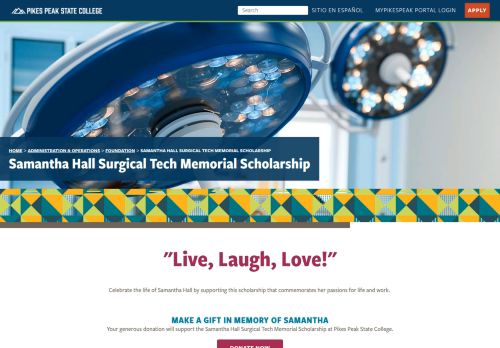 PIKES PEAK STATE COLLEGE
Search
SITIO EN ESPAÑOL
MYPIKESPEAK PORTAL LOGIN
APPLY
HOME > ADMINISTRATION & OPERATIONS > FOUNDATION > SAMANTHA HALL SURGICAL TECH MEMORIAL SCHOLARSHIP
Samantha Hall Surgical Tech Memorial Scholarship
"Live, Laugh, Love!"
Celebrate the life of Samantha Hall by supporting this scholarship that commemorates her passions for life and work.
MAKE A GIFT IN MEMORY OF SAMANTHA
Your generous donation will support the Samantha Hall Surgical Tech Memorial Scholarship at Pikes Peak State College.
DONATE NOW